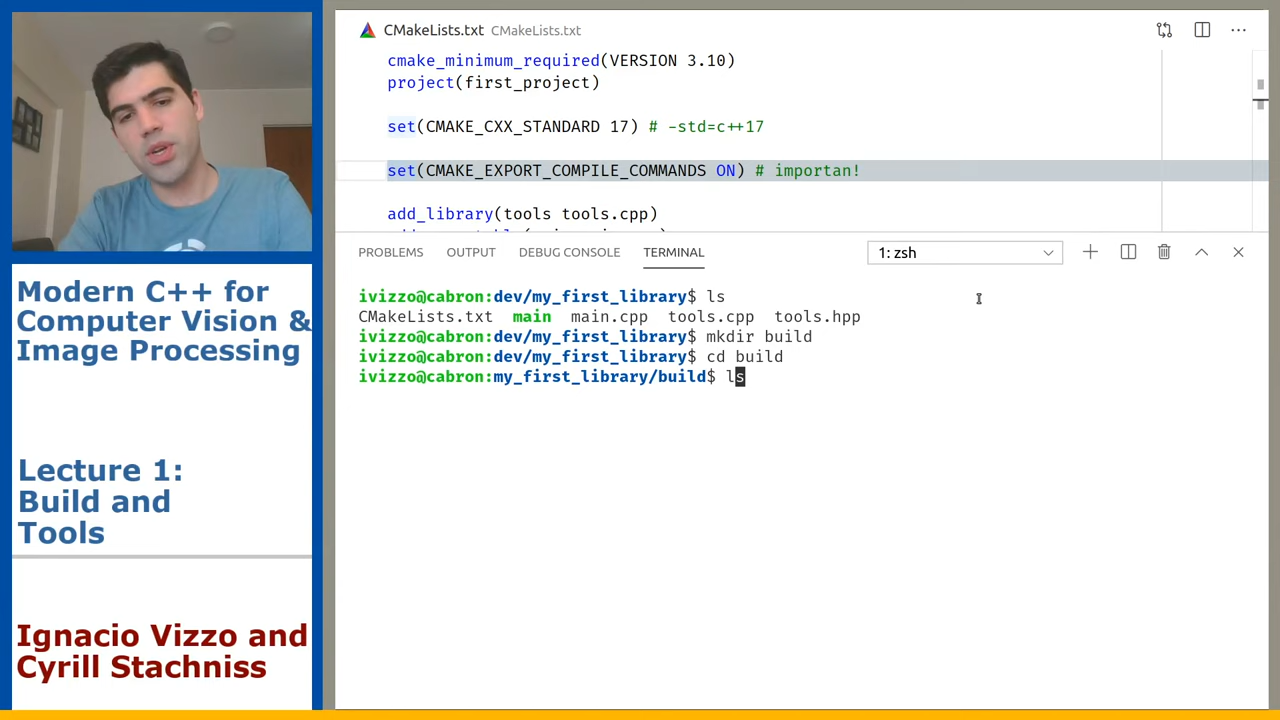 Modern C++ for
Computer Vision &
Image Processing
Lecture 1:
Build and
Tools
Ignacio Vizzo and
Cyrill Stachniss
CMakeLists.txt CMakeLists.txt
cmake_minimum_required(VERSION 3.10)
project(first_project)
set(CMAKE_CXX_STANDARD 17) # -std=c++17
set(CMAKE_EXPORT_COMPILE_COMMANDS ON) # importan!
add_library(tools tools.cpp)
PROBLEMS OUTPUT DEBUG CONSOLE TERMINAL 1: zsh
ivizzo@cabron:dev/my_first_library$ ls
CMakeLists.txt main main.cpp tools.cpp tools.hpp
ivizzo@cabron:dev/my_first_library$ mkdir build
ivizzo@cabron:dev/my_first_library$ cd build
ivizzo@cabron:my_first_library/build$ ls